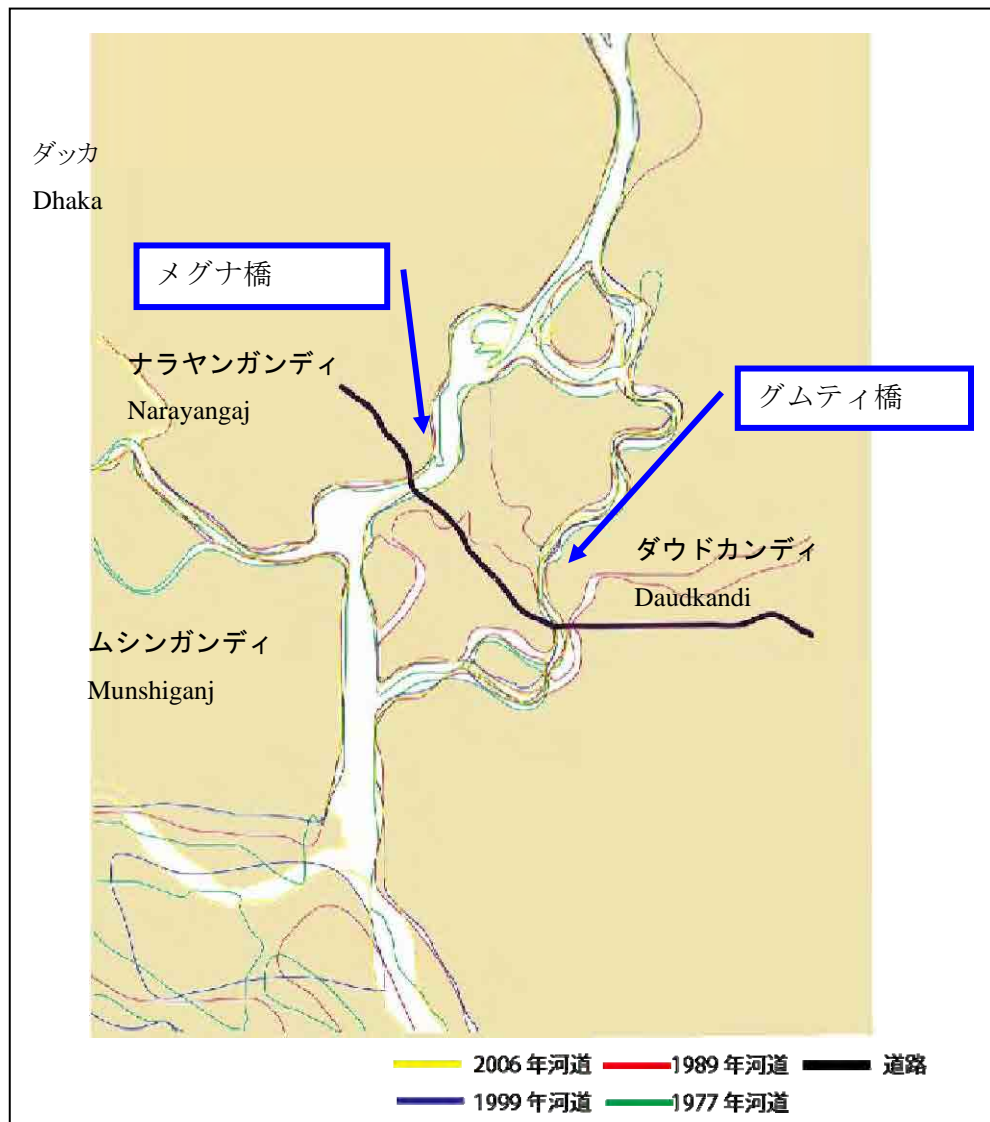 ダッカ
Dhaka
メグナ橋
ナラヤンガンディ
Narayangaj
グムティ橋
ダウドカンディ
Daudkandi
ムシンガンディ
Munshiganj
2006 年河道 1989 年河道 道路
1999 年河道 1977 年河道